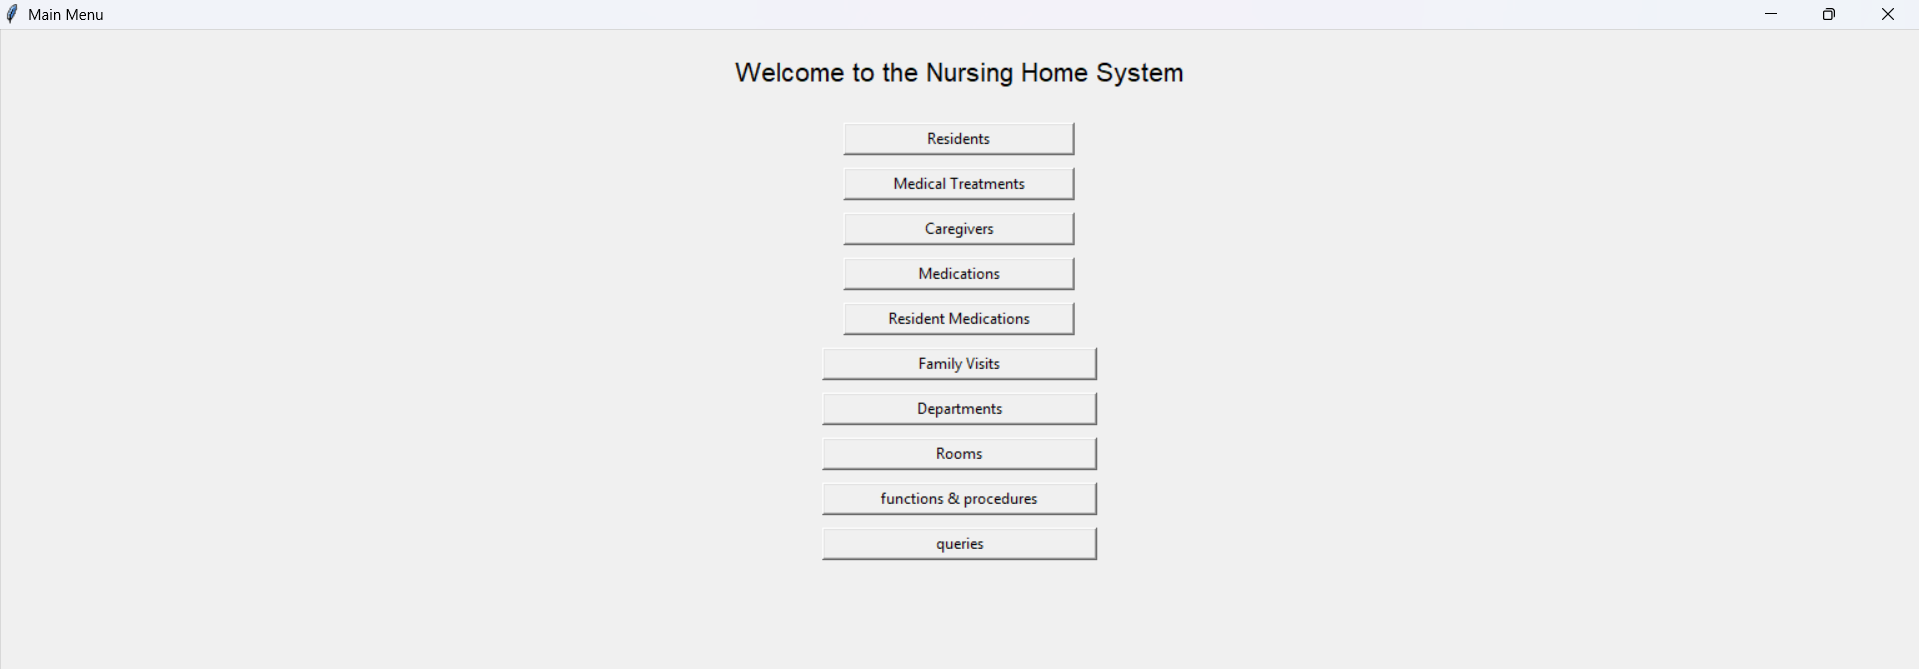 Main Menu
Welcome to the Nursing Home System
Residents
Medical Treatments
Caregivers
Medications
Resident Medications
Family Visits
Departments
Rooms
functions & procedures
queries